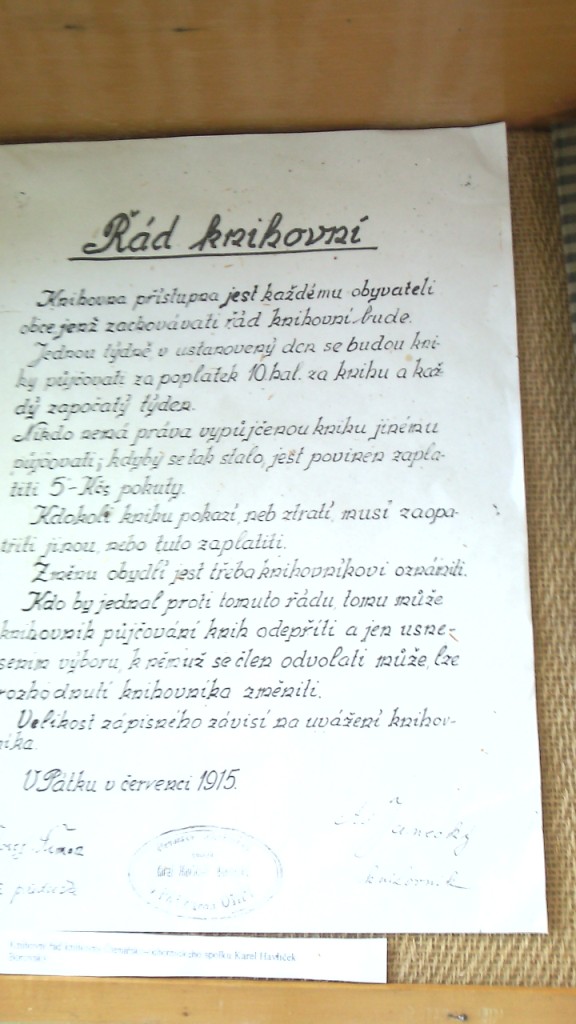 Řád knihovní
Knihovna přístupna jest každému obyvateli
obce jenž zachovávati řád knihovní bude.
Jednou týdně v ustanovený den se budou kni-
hy půjčovati za poplatek 10 hal. za knihu a kaž-
dý započatý týden.
Nikdo nemá práva vypůjčenou knihu jinému
půjčovati; kdyby se tak stalo, jest povinen zapla-
titi 5 - Kčs pokuty.
Kdokoli knihu pokazí neb ztratí, musí zaopa-
třiti jinou, nebo tuto zaplatiti.
Změnu obydlí jest třeba knihovníkovi oznámiti.
Kdo by jednal proti tomuto řádu, tomu může
knihovník půjčování knih odepříti a jen usne-
sením výboru, k němuž se člen odvolati může, lze
rozhodnutí knihovníka změniti.
Velikost zápisného závisí na uvážení knihov-
níka.
V Pátku v červenci 1915.
knihovník
Karel Havlíček